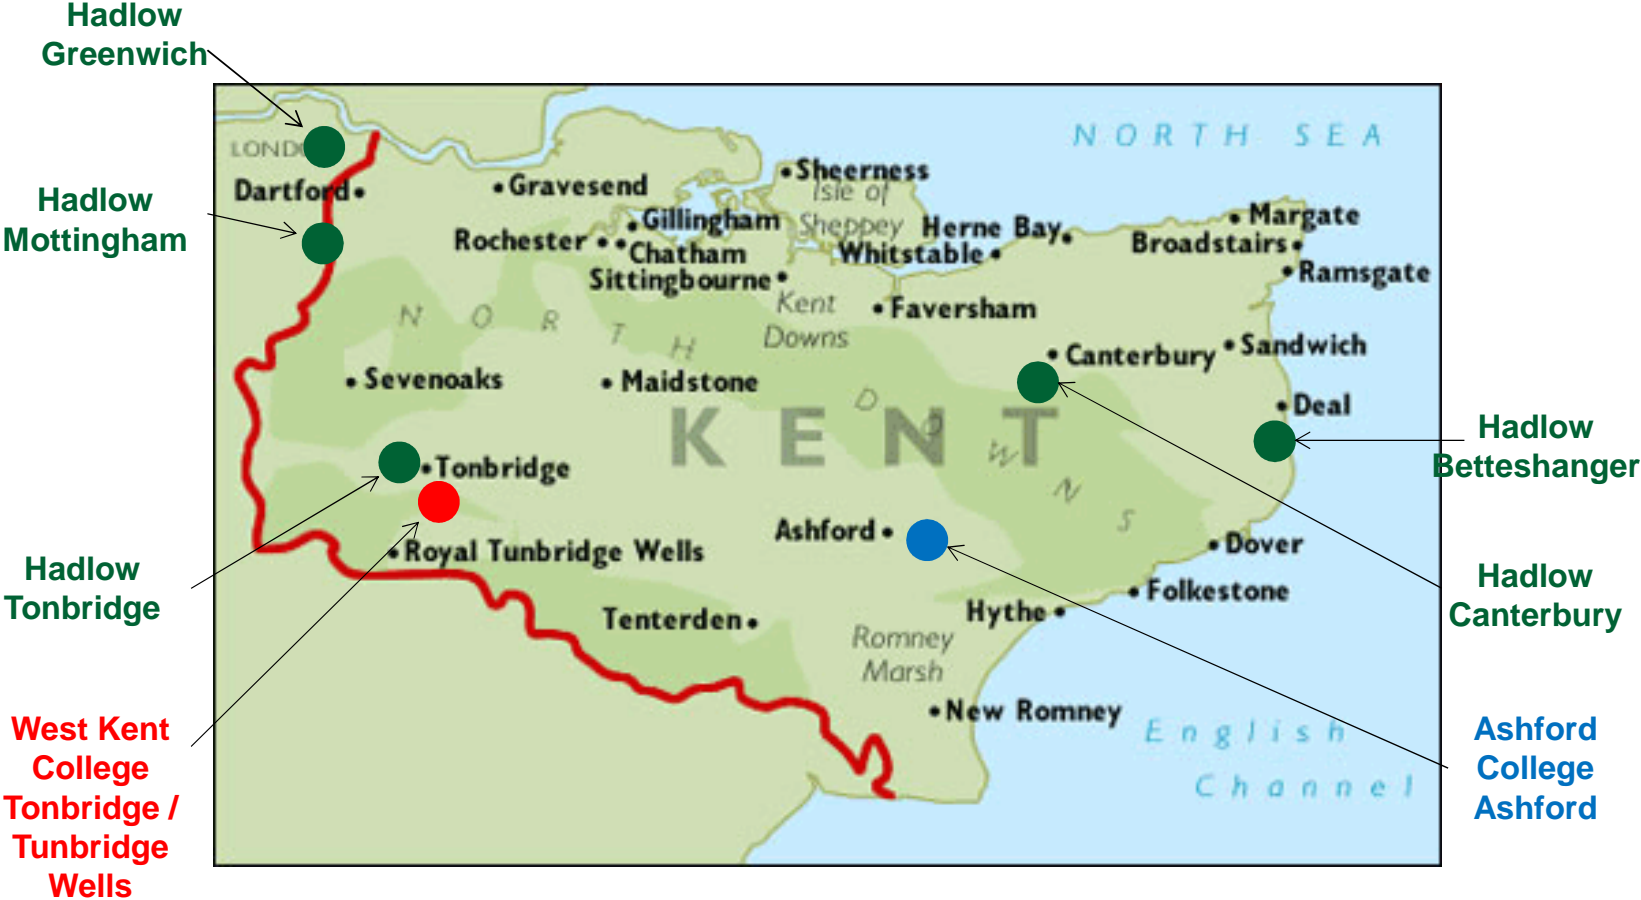 Hadlow
Greenwich
NORTH SEA
LOND
Sheerness
Dartford
Gravesend
Isle of
Hadlow
Mottingham
Gillingham
Sheppey
Herne Bay
Margate
Rochester
Chatham
Whitstable
Broadstairs
Sittingbourne
Ramsgate
Kent
Downs
Faversham
NORTH DOWNS
Canterbury
Sandwich
Sevenoaks
Maidstone
Deal
KENT
Hadlow
Betteshanger
Tonbridge
Ashford
Dover
Royal Tunbridge Wells
Hadlow
Tonbridge
Folkestone
Hadlow
Canterbury
Hythe
Tenterden
Romney
Marsh
New Romney
English
Channel
West Kent
College
Tonbridge /
Tunbridge
Wells
Ashford
College
Ashford